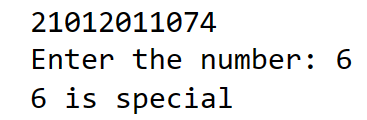 21012011074
Enter the number: 6
6 is special